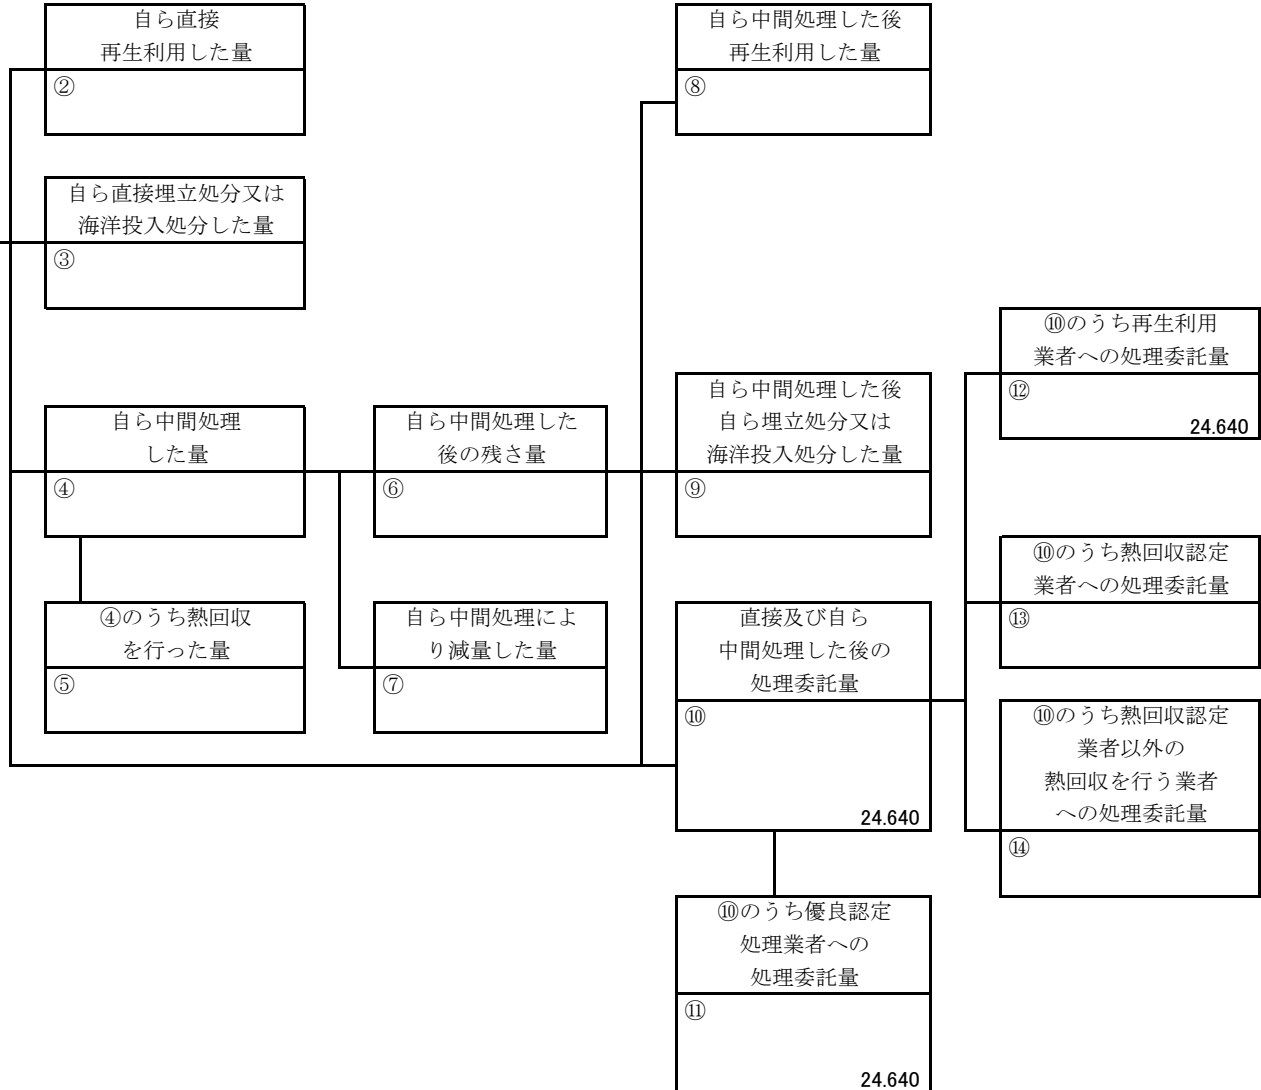 自ら直接
再生利用した量
②
自ら中間処理した後
再生利用した量
⑧
自ら直接埋立処分又は
海洋投入処分した量
③
⑩のうち再生利用
業者への処理委託量
⑫
24.640
自ら中間処理
した量
④
自ら中間処理した
後の残さ量
⑥
自ら中間処理した後
自ら埋立処分又は
海洋投入処分した量
⑨
⑩のうち熱回収認定
業者への処理委託量
⑬
④のうち熱回収
を行った量
⑤
自ら中間処理によ
り減量した量
⑦
直接及び自ら
中間処理した後の
処理委託量
⑩
24.640
⑩のうち熱回収認定
業者以外の
熱回収を行う業者
への処理委託量
⑭
⑩のうち優良認定
処理業者への
処理委託量
⑪
24.640